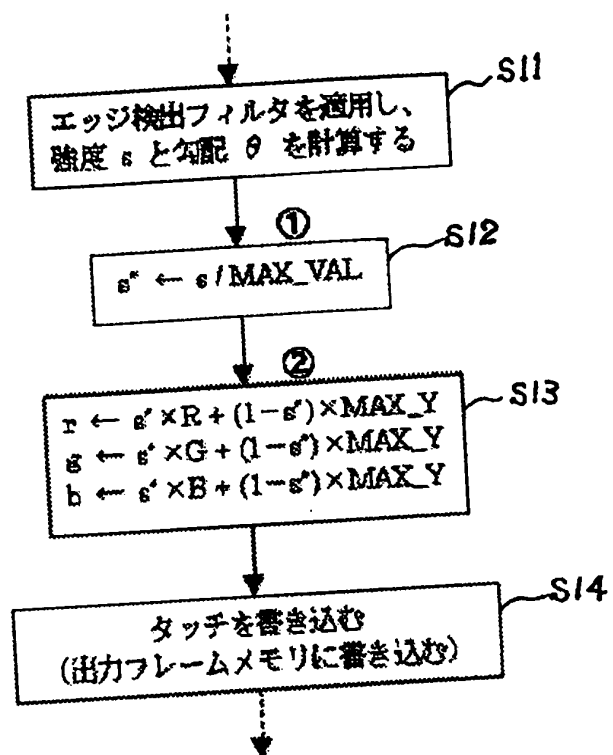 S11
エッジ検出フィルタを適用し、
強度 s と勾配 θ を計算する
①
S12
s* ← s / MAX_VAL
②
S13
r ← s* × R + (1−s*) × MAX_Y
g ← s* × G + (1−s*) × MAX_Y
b ← s* × B + (1−s*) × MAX_Y
S14
タッチを書き込む
(出力フレームメモリに書き込む)